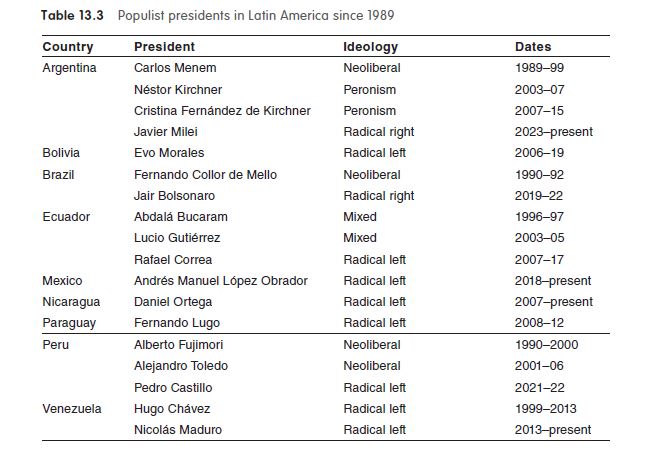 Table 13.3 Populist presidents in Latin America since 1989
Country President Ideology Dates
Argentina Carlos Menem Neoliberal 1989–99
Néstor Kirchner Peronism 2003–07
Cristina Fernández de Kirchner Peronism 2007–15
Javier Milei Radical right 2023–present
Bolivia Evo Morales Radical left 2006–19
Brazil Fernando Collor de Mello Neoliberal 1990–92
Jair Bolsonaro Radical right 2019–22
Ecuador Abdalá Bucaram Mixed 1996–97
Lucio Gutiérrez Mixed 2003–05
Rafael Correa Radical left 2007–17
Mexico Andrés Manuel López Obrador Radical left 2018–present
Nicaragua Daniel Ortega Radical left 2007–present
Paraguay Fernando Lugo Radical left 2008–12
Peru Alberto Fujimori Neoliberal 1990–2000
Alejandro Toledo Neoliberal 2001–06
Pedro Castillo Radical left 2021–22
Venezuela Hugo Chávez Radical left 1999–2013
Nicolás Maduro Radical left 2013–present